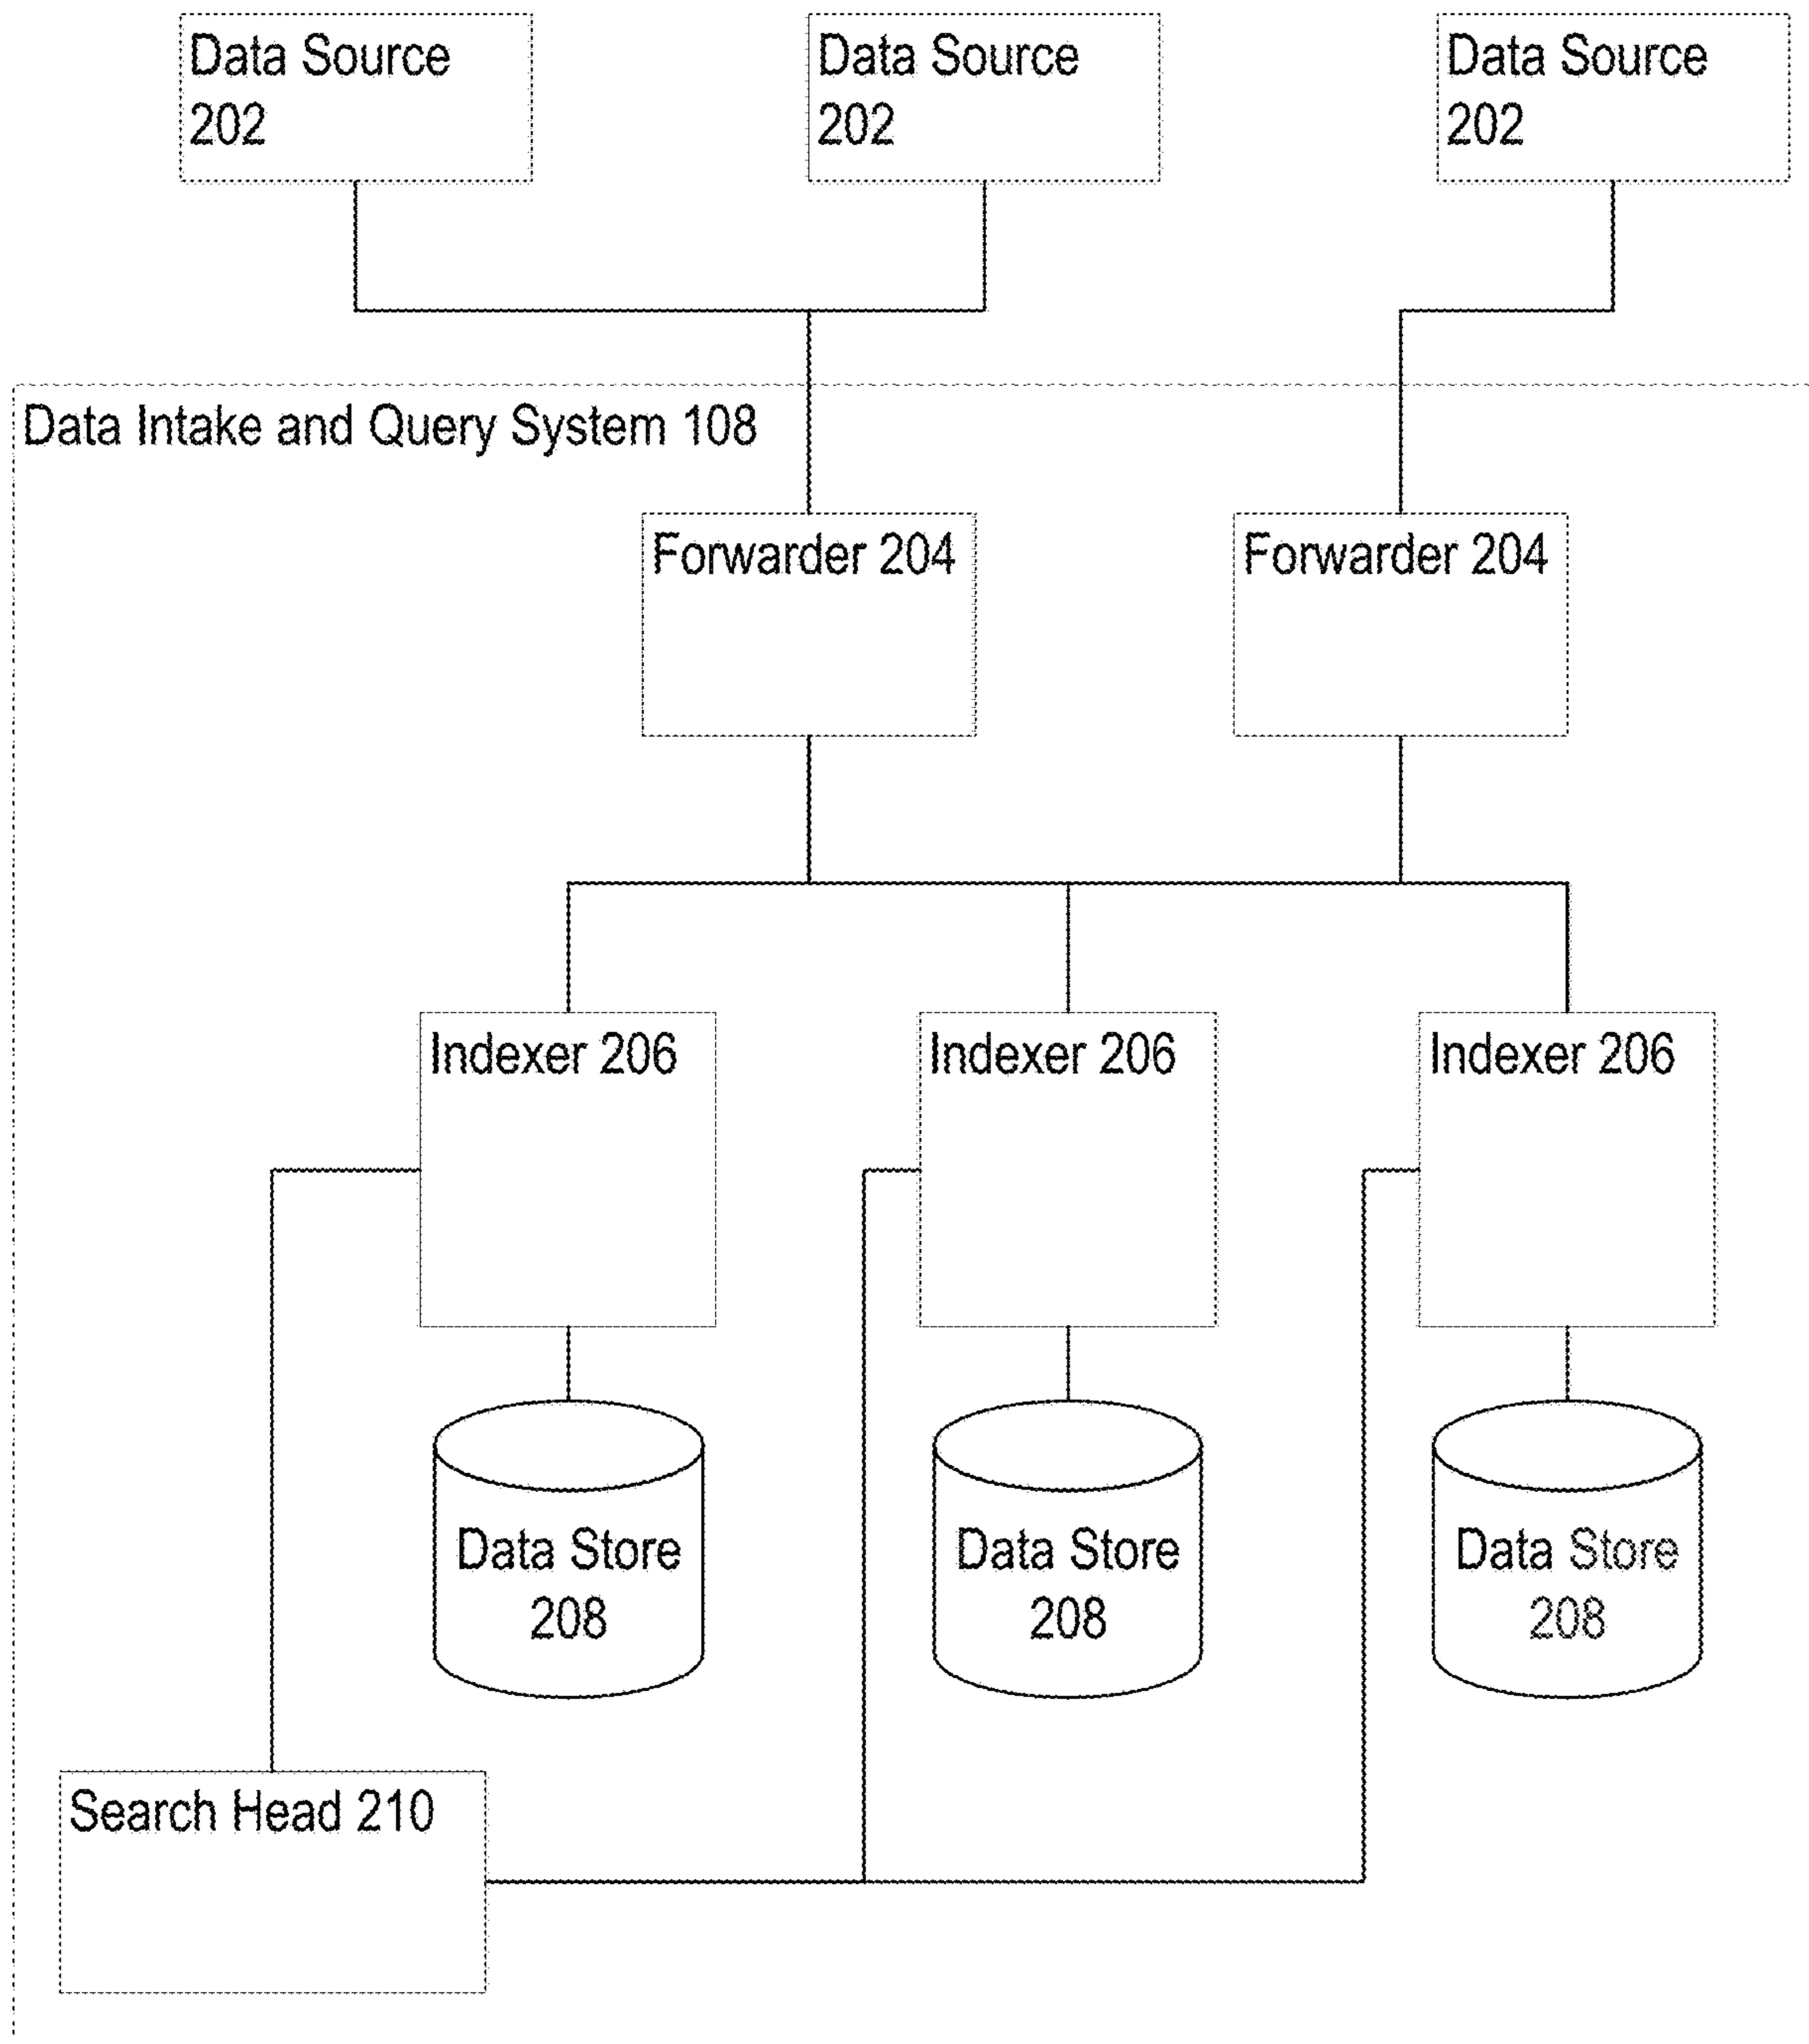 Data Source
202
Data Source
202
Data Source
202
Data Intake and Query System 108
Forwarder 204
Forwarder 204
Indexer 206
Indexer 206
Indexer 206
Data Store
208
Data Store
208
Data Store
208
Search Head 210